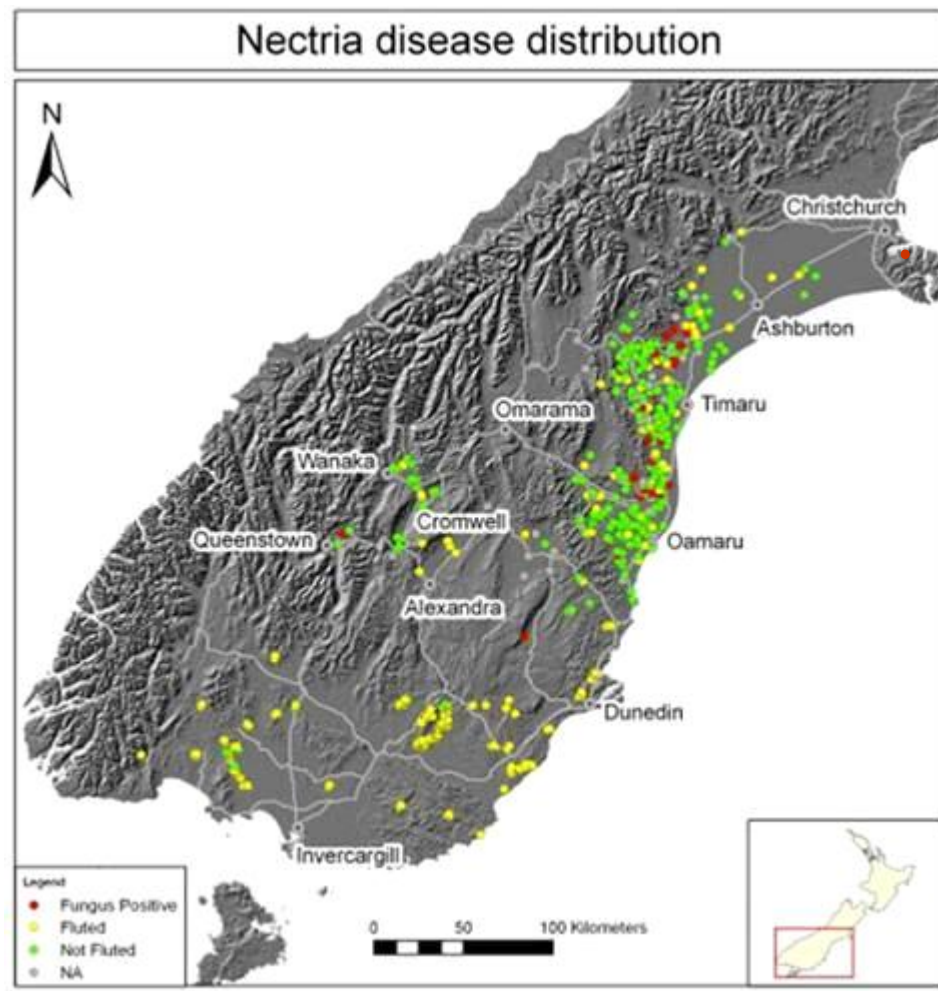 Nectria disease distribution
N
Christchurch
Ashburton
Timaru
Omarama
Wanaka
Cromwell
Queenstown
Oamaru
Alexandra
Dunedin
Invercargill
Legend
Fungus Positive
Fluted
Not Fluted
NA
0 50 100 Kilometers